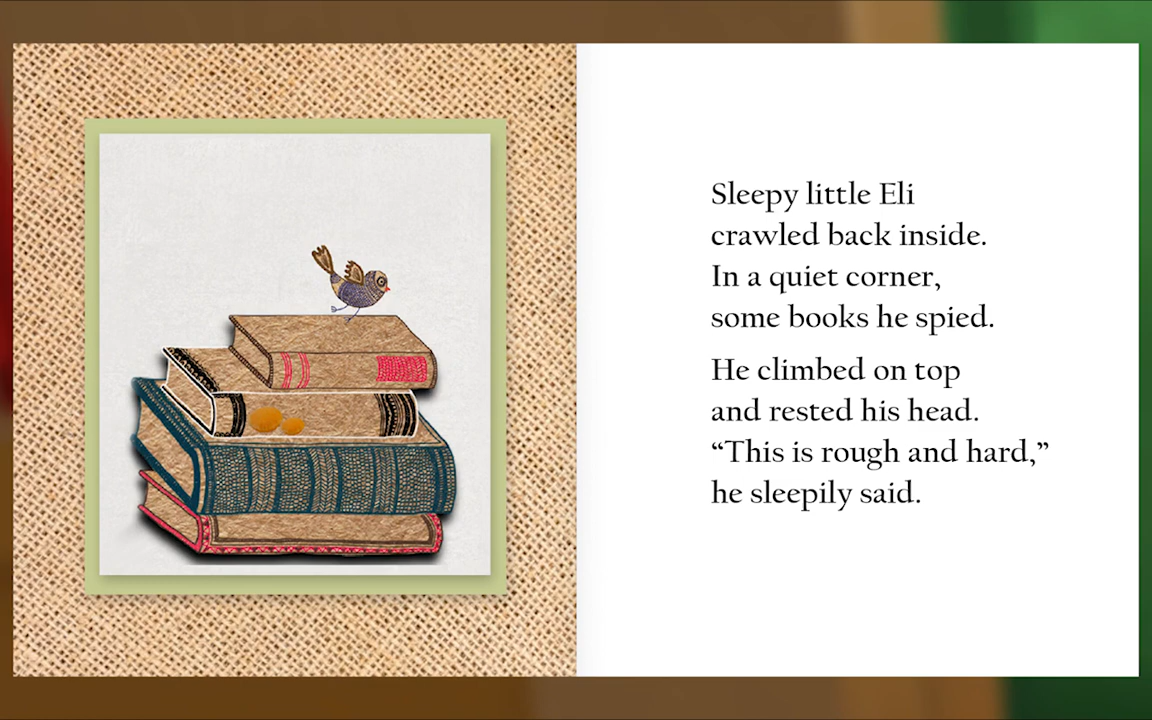 Sleepy little Eli
crawled back inside.
In a quiet corner,
some books he spied.
He climbed on top
and rested his head.
“This is rough and hard,”
he sleepily said.